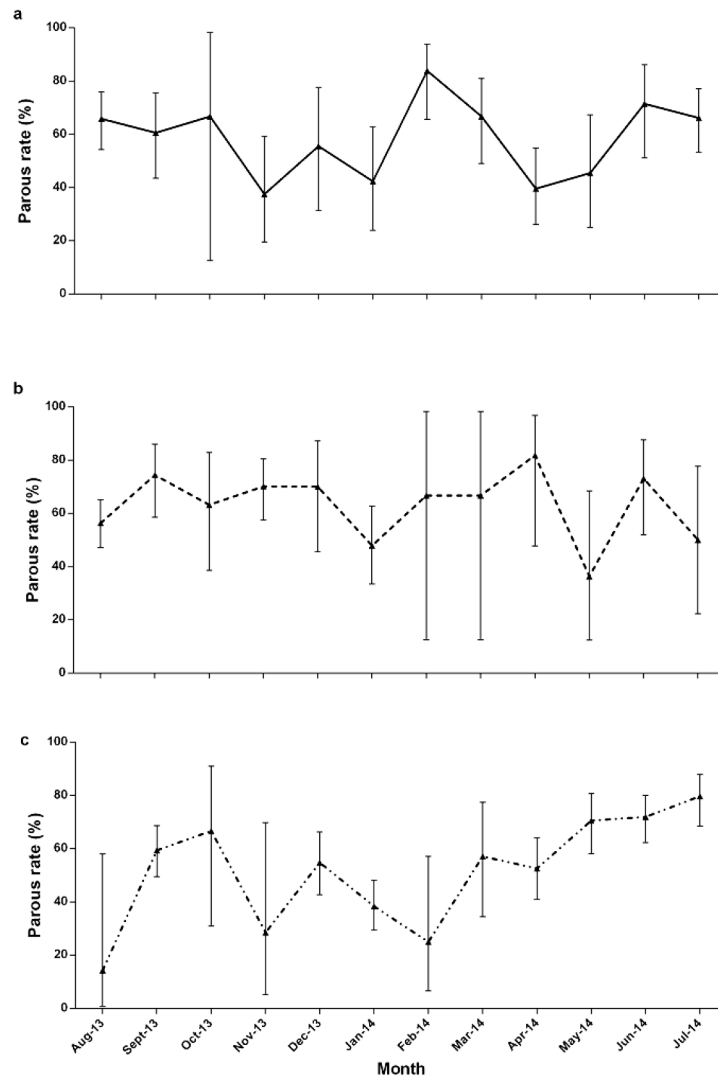 a
100
80
60
40
20
0
Parous rate (%)
b
100
80
60
40
20
0
Parous rate (%)
c
100
80
60
40
20
0
Parous rate (%)
Aug-13 Sept-13 Oct-13 Nov-13 Dec-13 Jan-14 Feb-14 Mar-14 Apr-14 May-14 Jun-14 Jul-14
Month